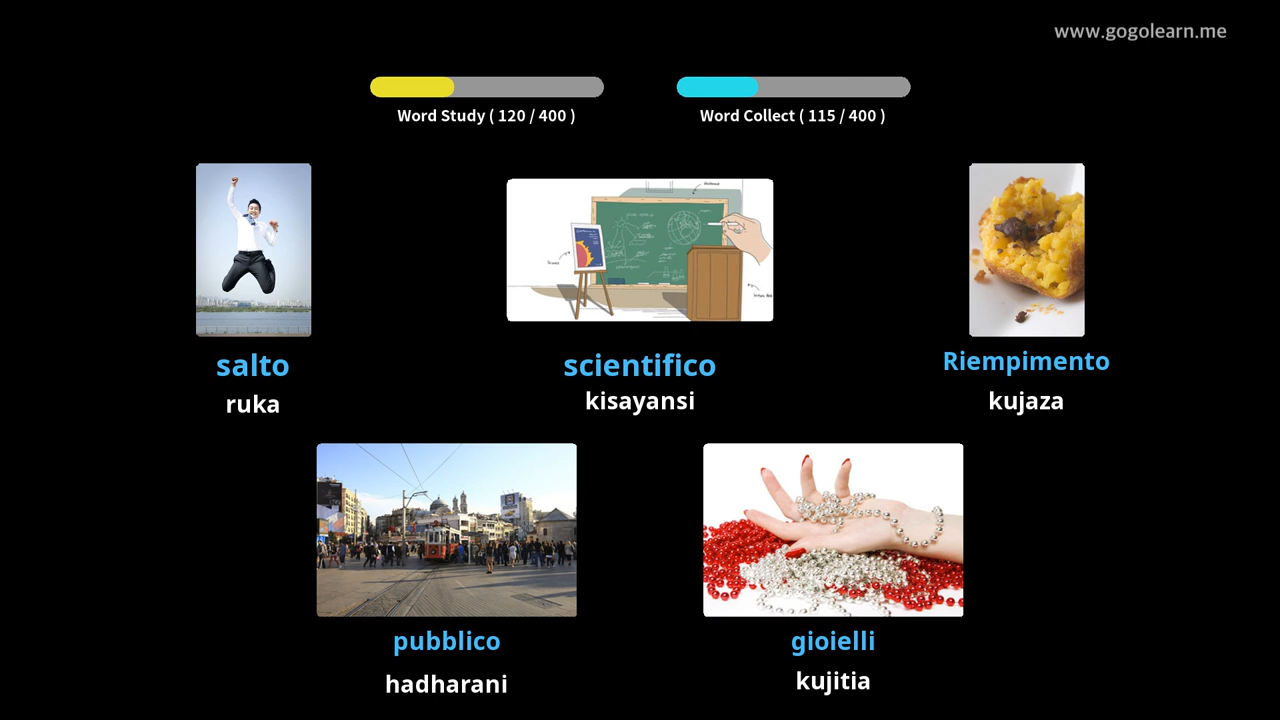 www.gogolearn.me
Word Study ( 120 / 400 )
Word Collect ( 115 / 400 )
salto
ruka
scientifico
kisayansi
Riempimento
kujaza
pubblico
hadharani
gioielli
kujitia